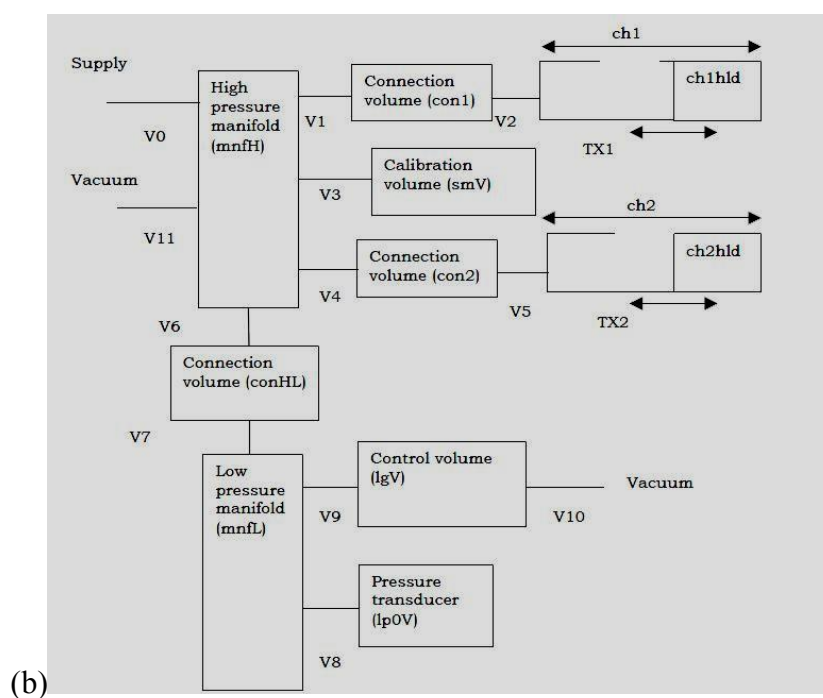 ch1
Supply
High
pressure
manifold
(mnfH)
Connection
volume (con1)
ch1hld
V0
V1
V2
TX1
Vacuum
Calibration
volume (smV)
V3
ch2
V11
Connection
volume (con2)
ch2hld
V4
V5
TX2
V6
Connection
volume (conHL)
V7
Low
pressure
manifold
(mnfL)
Control volume
(lgV)
Vacuum
V9
V10
Pressure
transducer
(lp0V)
V8
(b)